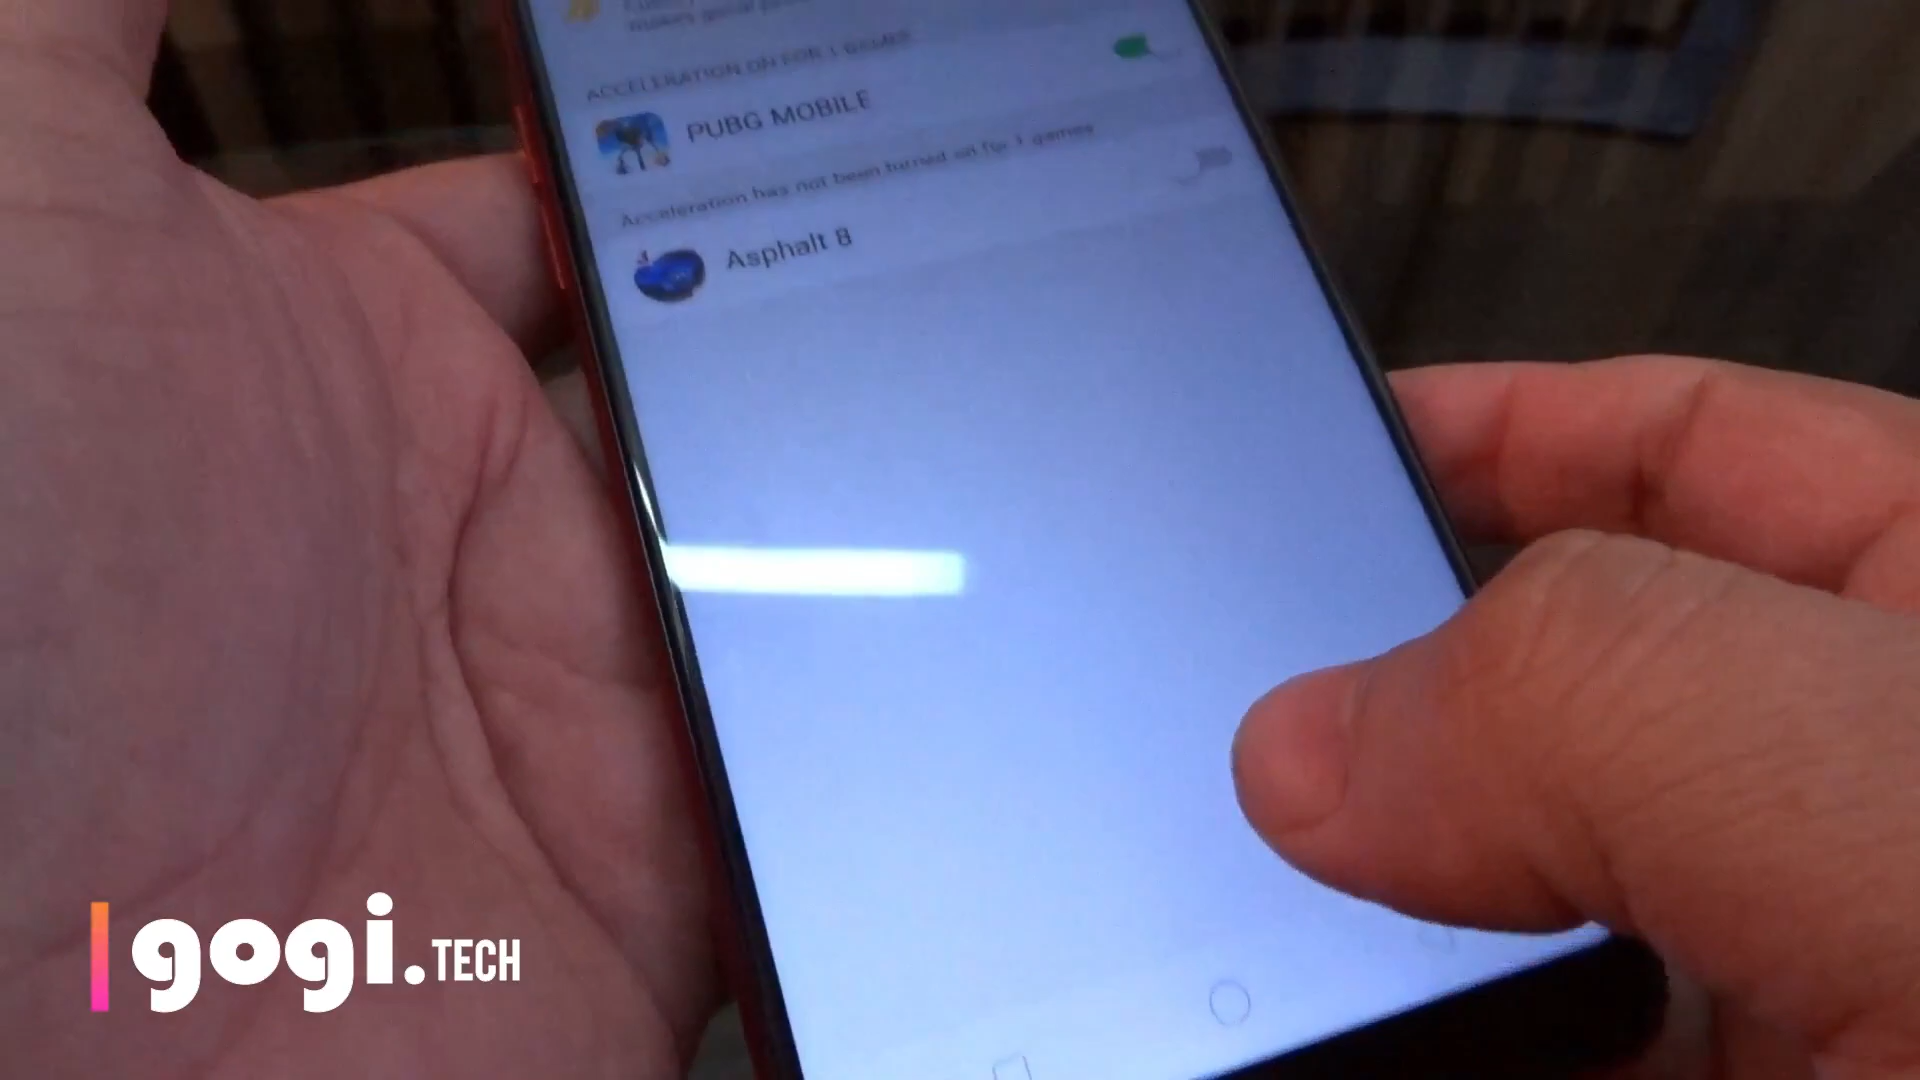 ACCELERATION ON FOR 1 GAMES
PUBG MOBILE
Acceleration has not been turned on for 1 games
Asphalt 8
gogi.TECH